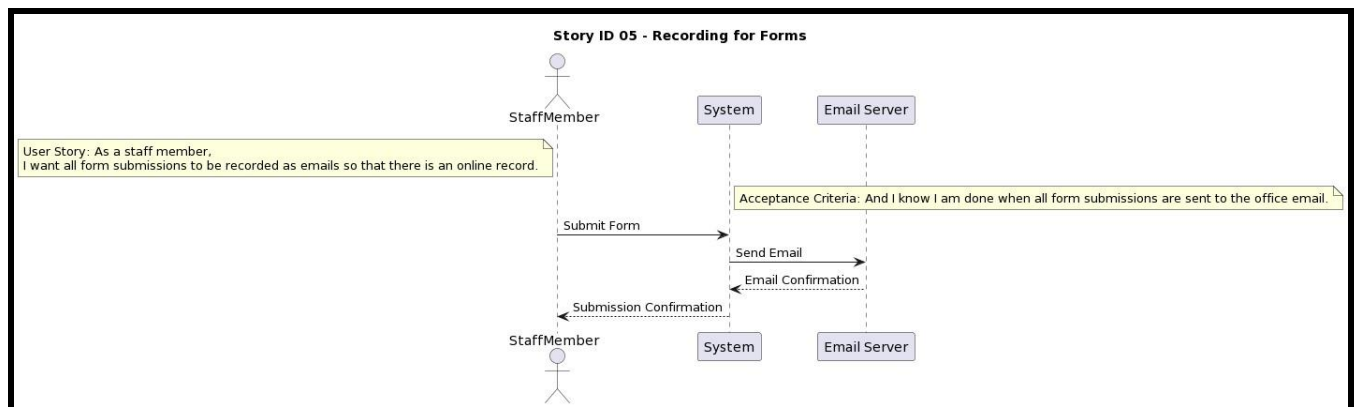 Story ID 05 - Recording for Forms
StaffMember
System
Email Server
User Story: As a staff member,
I want all form submissions to be recorded as emails so that there is an online record.
Acceptance Criteria: And I know I am done when all form submissions are sent to the office email.
Submit Form
Send Email
Email Confirmation
Submission Confirmation
StaffMember
System
Email Server